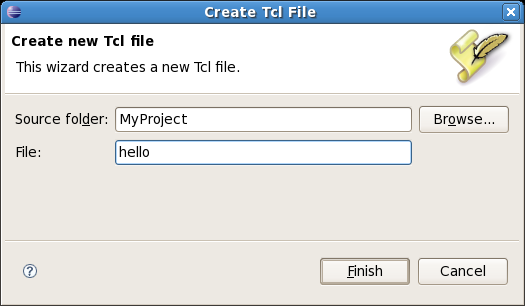 Create Tcl File
Create new Tcl file
This wizard creates a new Tcl file.
Source folder: MyProject Browse...
File: hello
? Finish Cancel